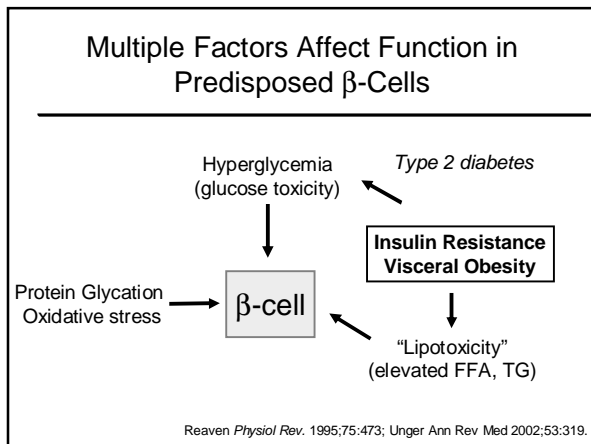 Multiple Factors Affect Function in
Predisposed β-Cells
Hyperglycemia
(glucose toxicity)
Type 2 diabetes
Insulin Resistance
Visceral Obesity
Protein Glycation
Oxidative stress
β-cell
“Lipotoxicity”
(elevated FFA, TG)
Reaven Physiol Rev. 1995;75:473; Unger Ann Rev Med 2002;53:319.